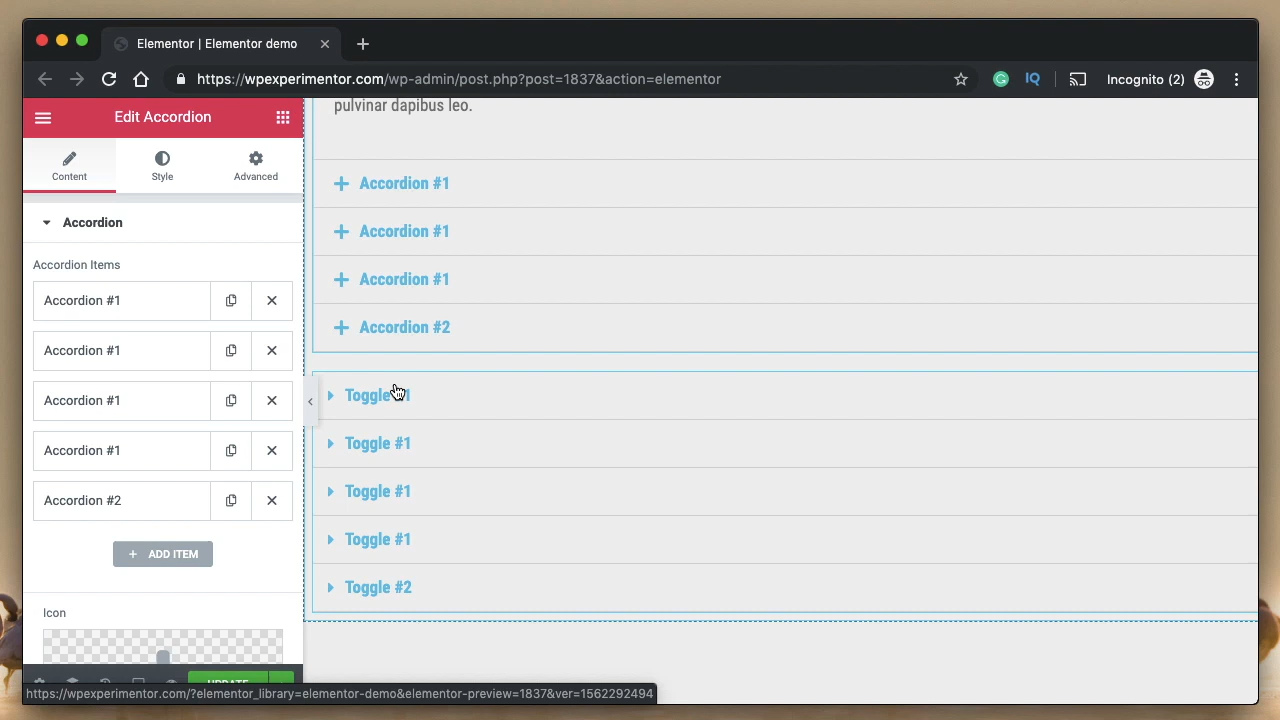 Elementor | Elementor demo
https://wpexperimentor.com/wp-admin/post.php?post=1837&action=elementor
Incognito (2)
Edit Accordion
Content
Style
Advanced
Accordion
Accordion Items
Accordion #1
Accordion #1
Accordion #1
Accordion #1
Accordion #2
+ ADD ITEM
Icon
UPDATE
https://wpexperimentor.com/?elementor_library=elementor-demo&elementor-preview=1837&ver=1562292494
pulvinar dapibus leo.
Accordion #1
Accordion #1
Accordion #1
Accordion #2
Toggle #1
Toggle #1
Toggle #1
Toggle #1
Toggle #2